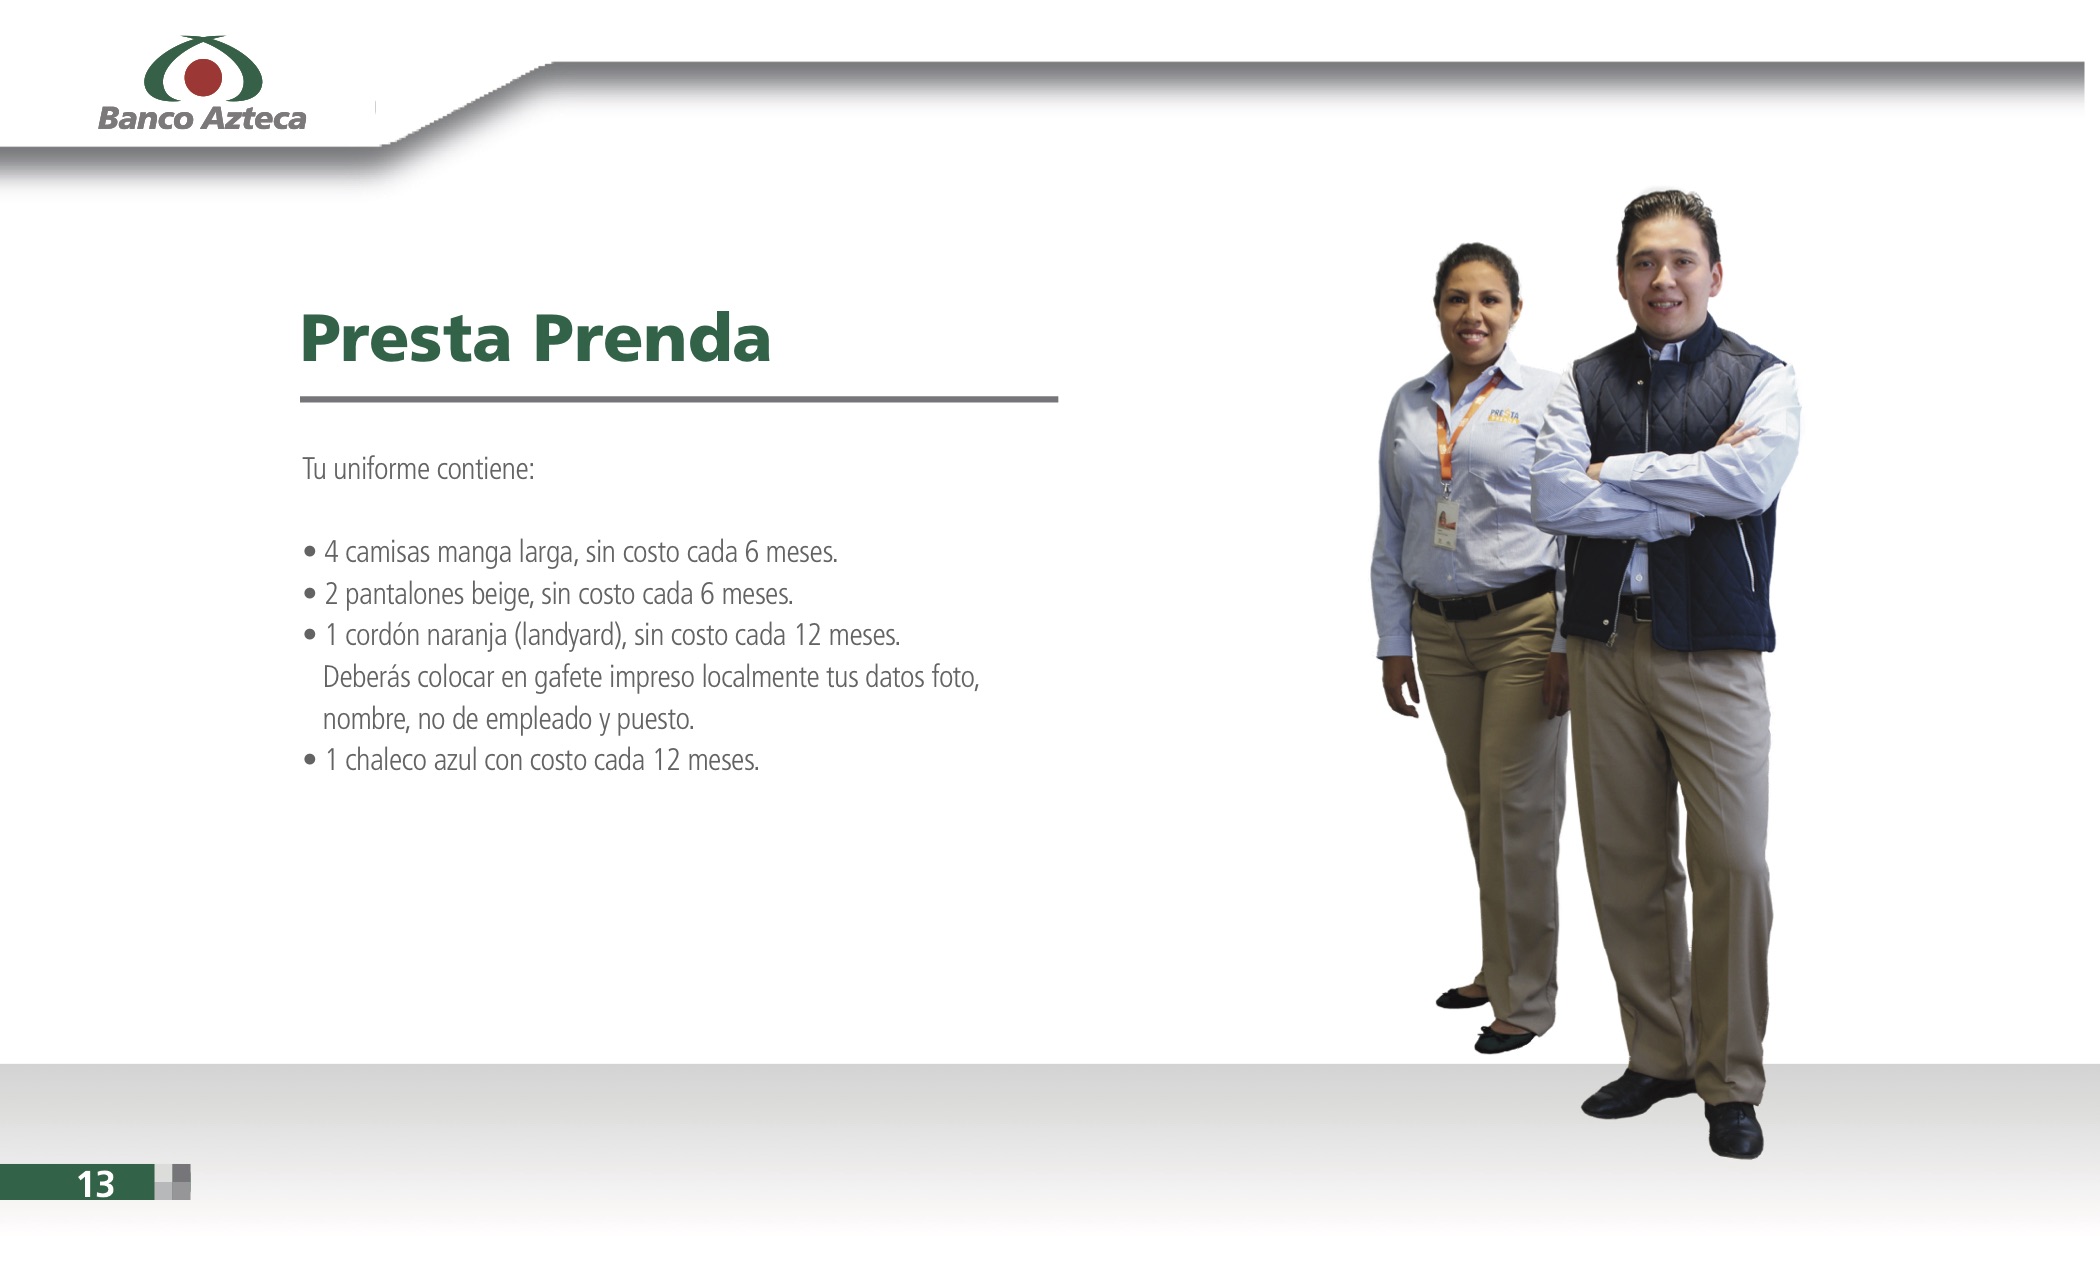 Banco Azteca
Presta Prenda
Tu uniforme contiene:
• 4 camisas manga larga, sin costo cada 6 meses.
• 2 pantalones beige, sin costo cada 6 meses.
• 1 cordón naranja (landyard), sin costo cada 12 meses.
Deberás colocar en gafete impreso localmente tus datos foto,
nombre, no de empleado y puesto.
• 1 chaleco azul con costo cada 12 meses.
PRESTA
13